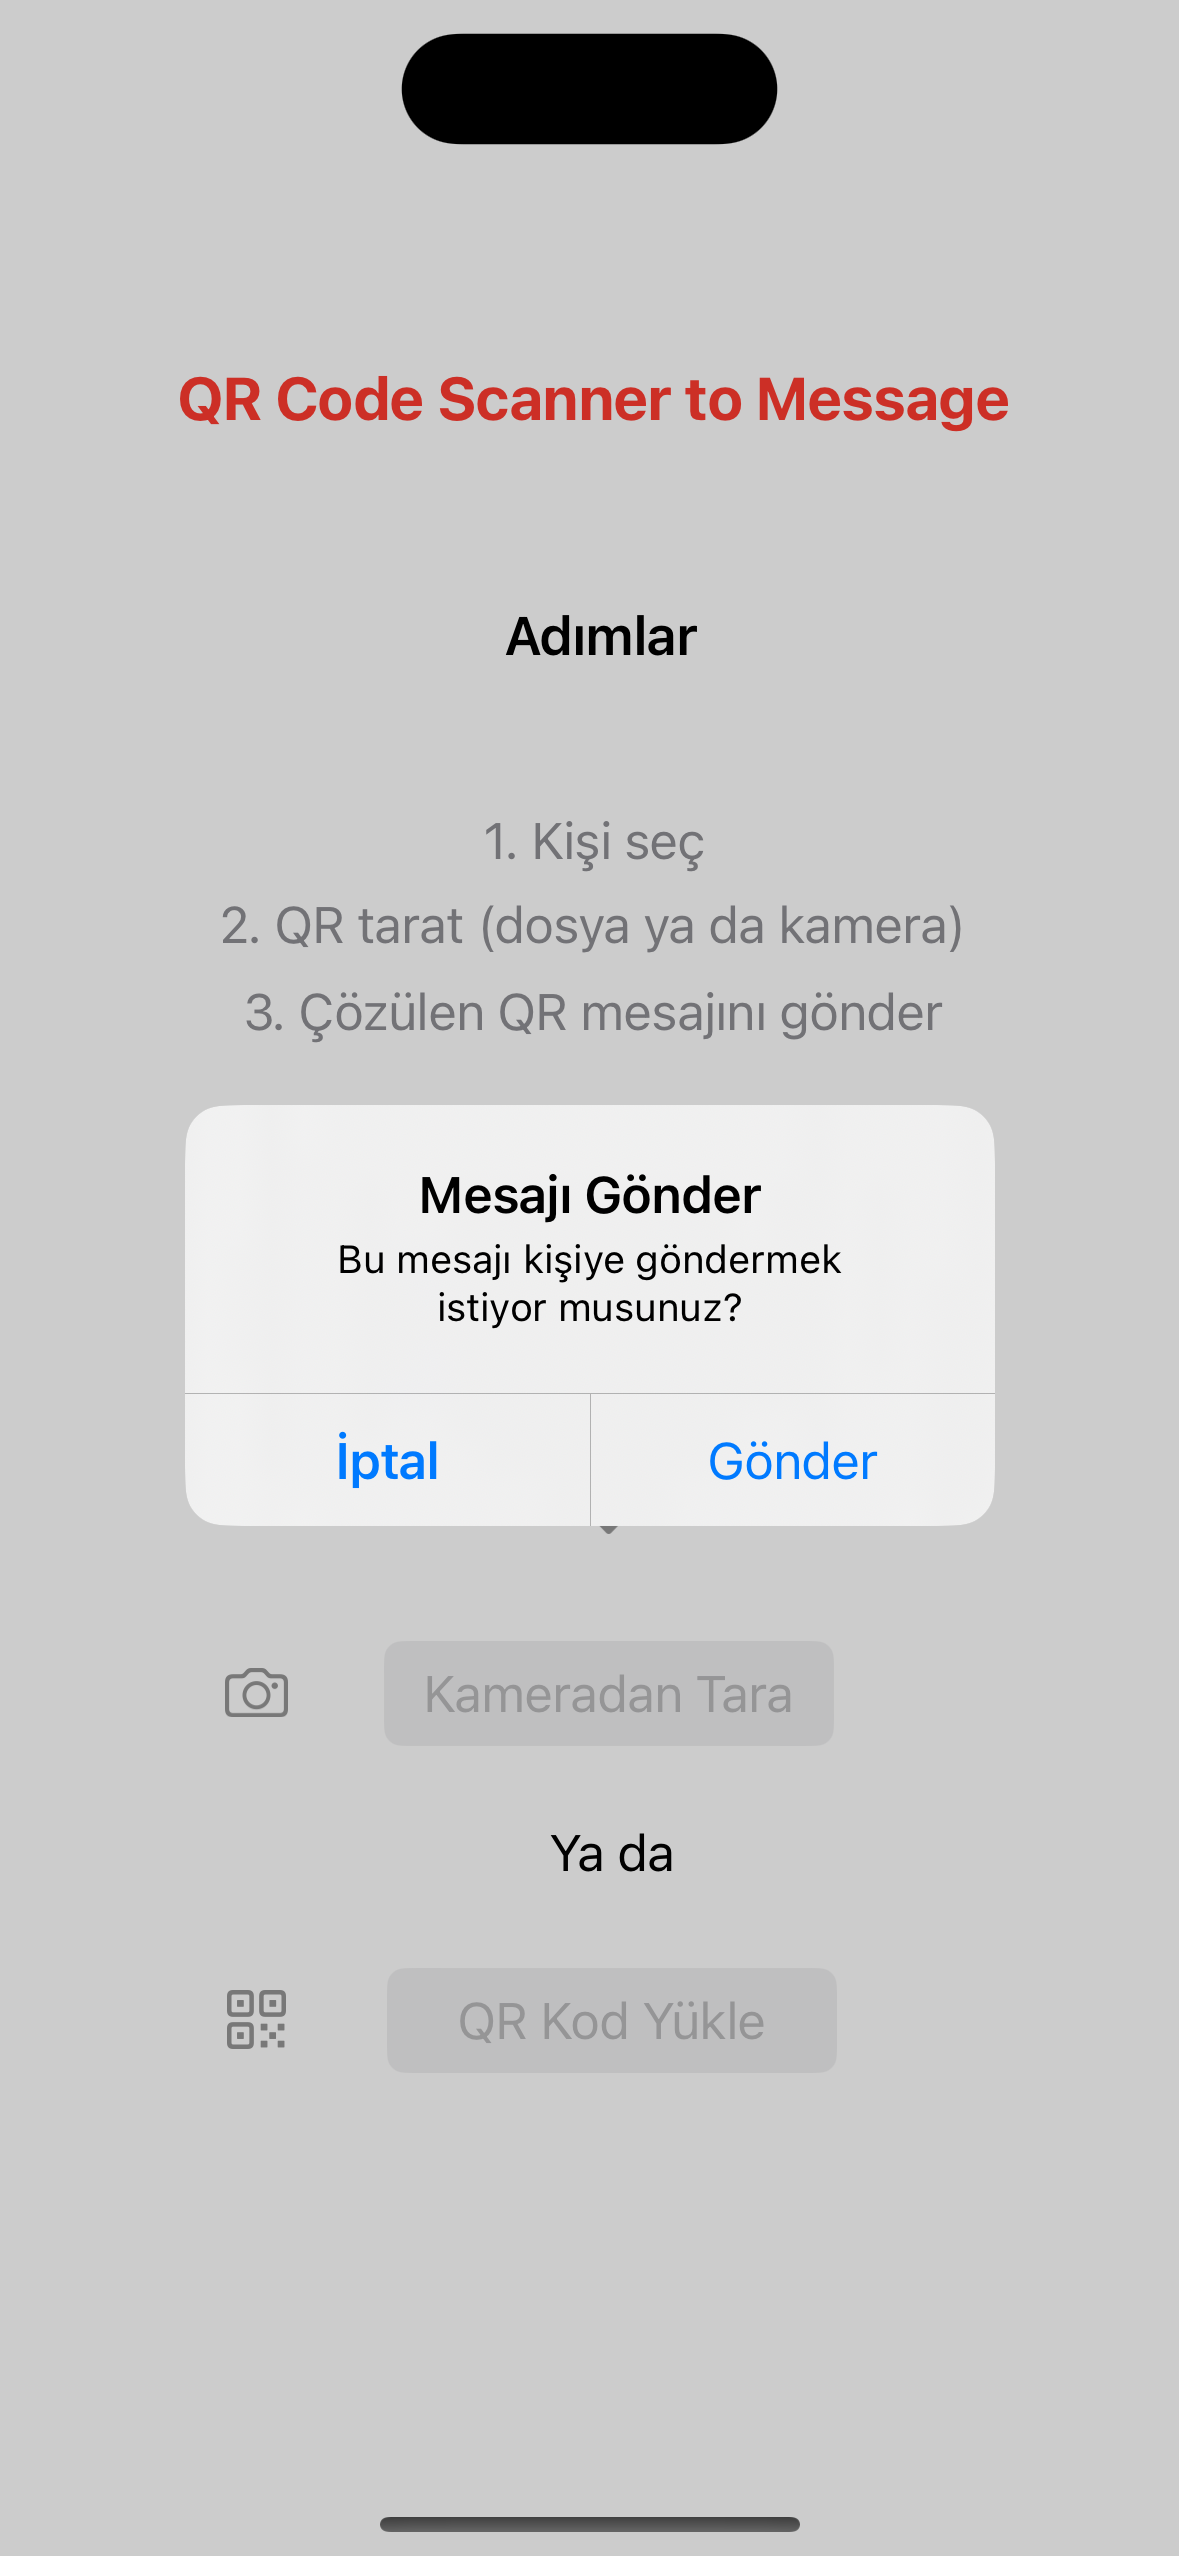 QR Code Scanner to Message
Adımlar
1. Kişi seç
2. QR tarat (dosya ya da kamera)
3. Çözülen QR mesajını gönder
Mesajı Gönder
Bu mesajı kişiye göndermek
istiyor musunuz?
İptal
Gönder
Kameradan Tara
Ya da
QR Kod Yükle